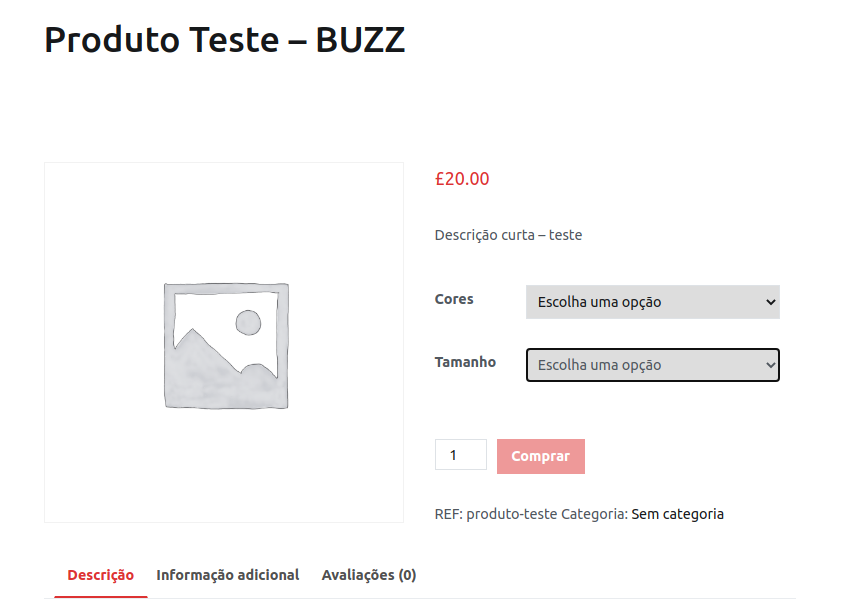 Produto Teste – BUZZ
£20.00
Descrição curta – teste
Cores
Escolha uma opção
Tamanho
Escolha uma opção
1
Comprar
REF: produto-teste Categoria: Sem categoria
Descrição Informação adicional Avaliações (0)